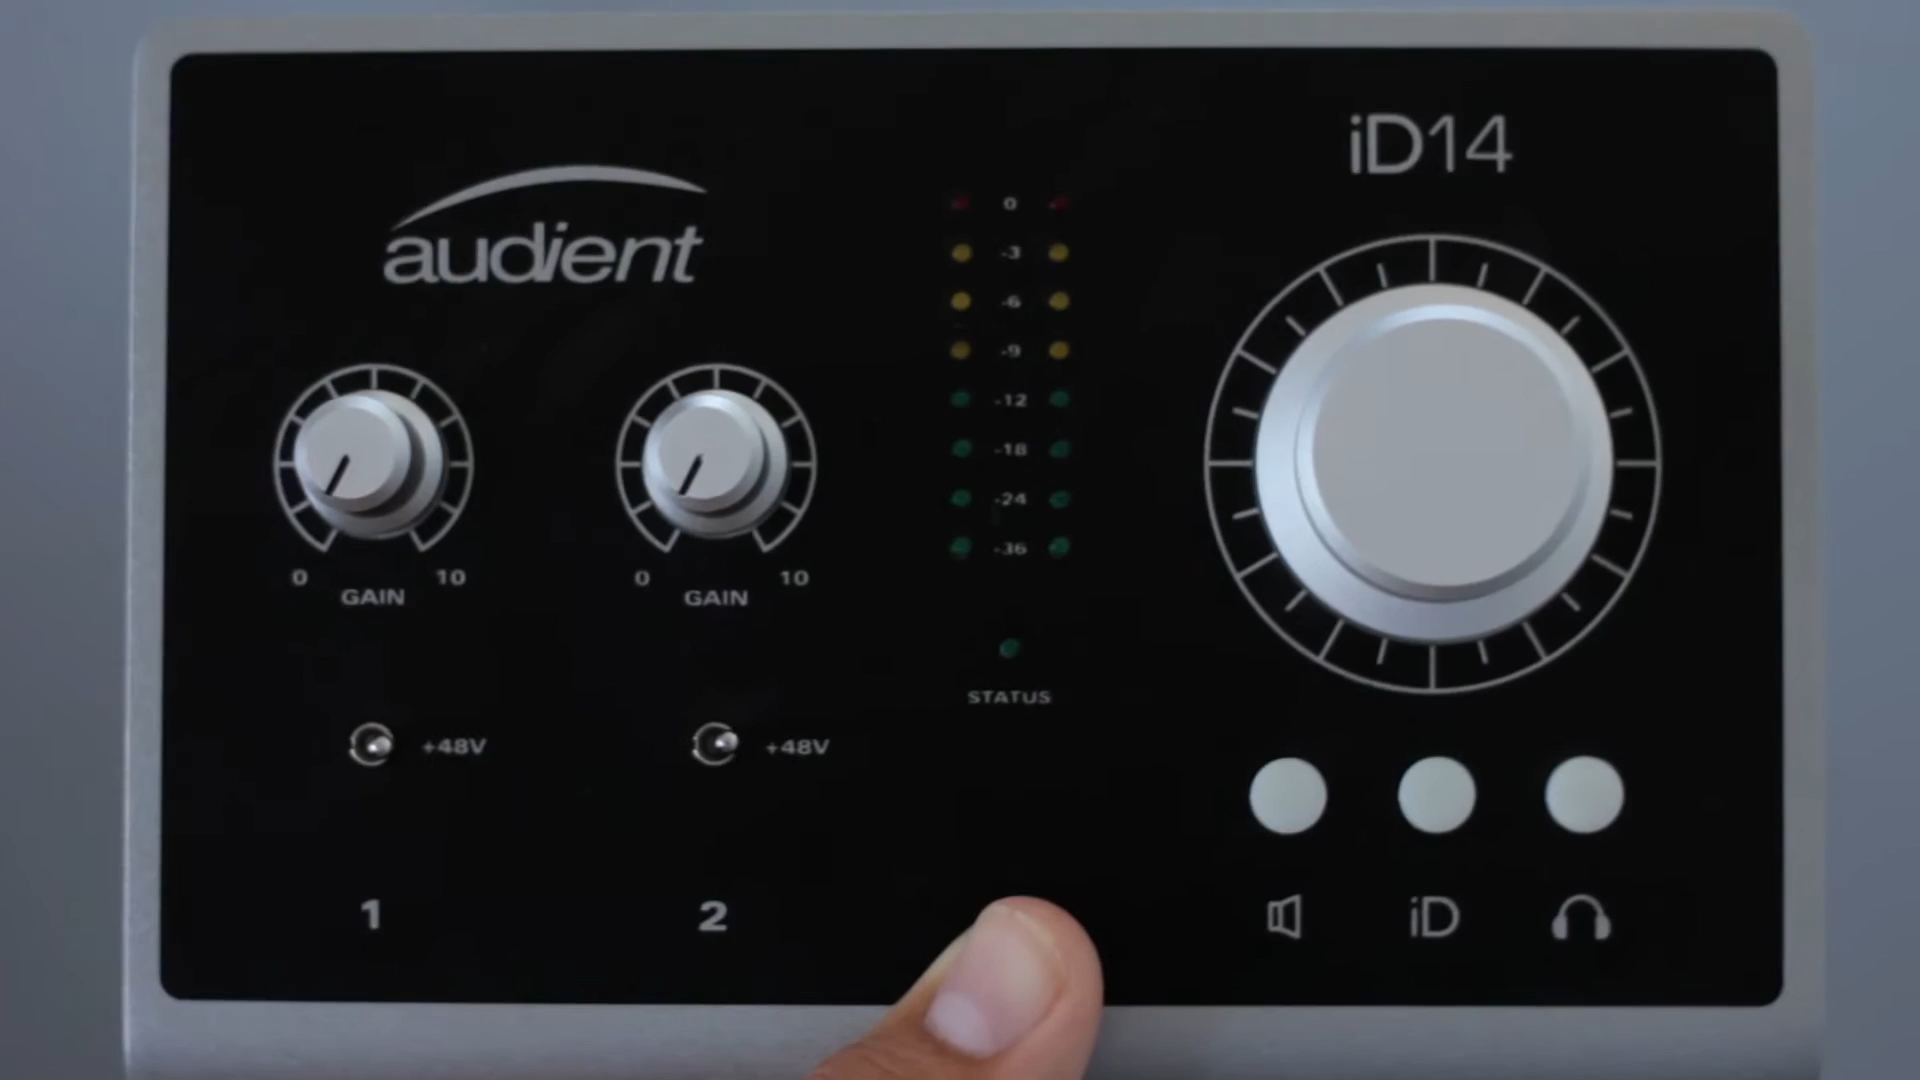 audient
iD14
0
-3
-6
-9
-12
-18
-24
-36
0 10
GAIN
0 10
GAIN
STATUS
+48V
+48V
1
2
iD